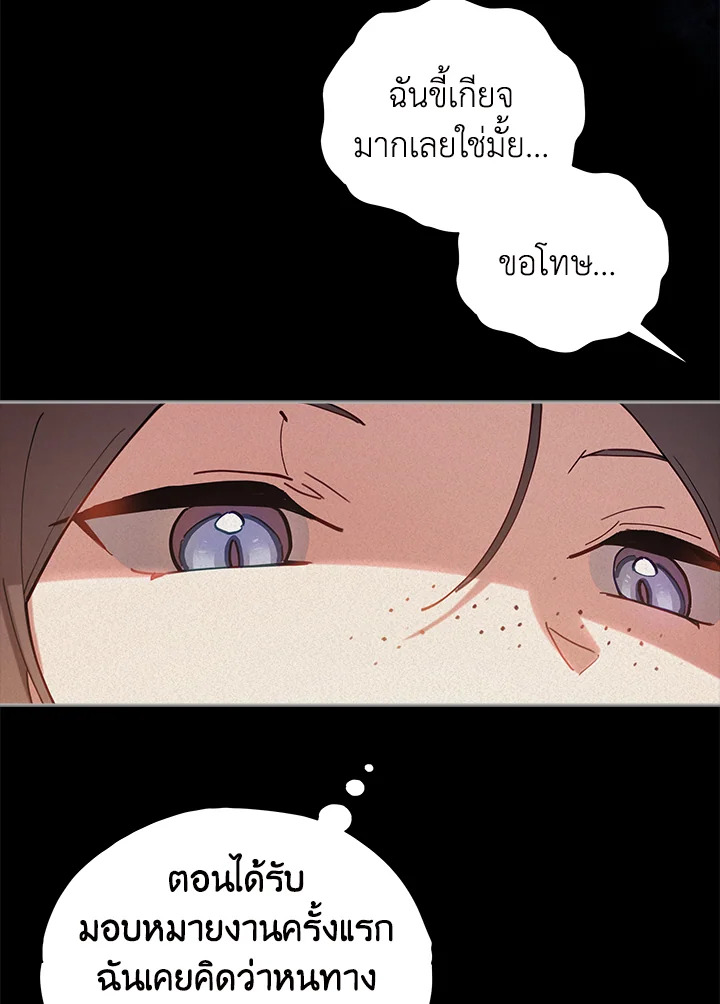 ฉันขี้เกียจ
มากเลยใช่มั้ย...
ขอโทษ...
ตอนได้รับ
มอบหมายงานครั้งแรก
ฉันเคยคิดว่าหนทาง